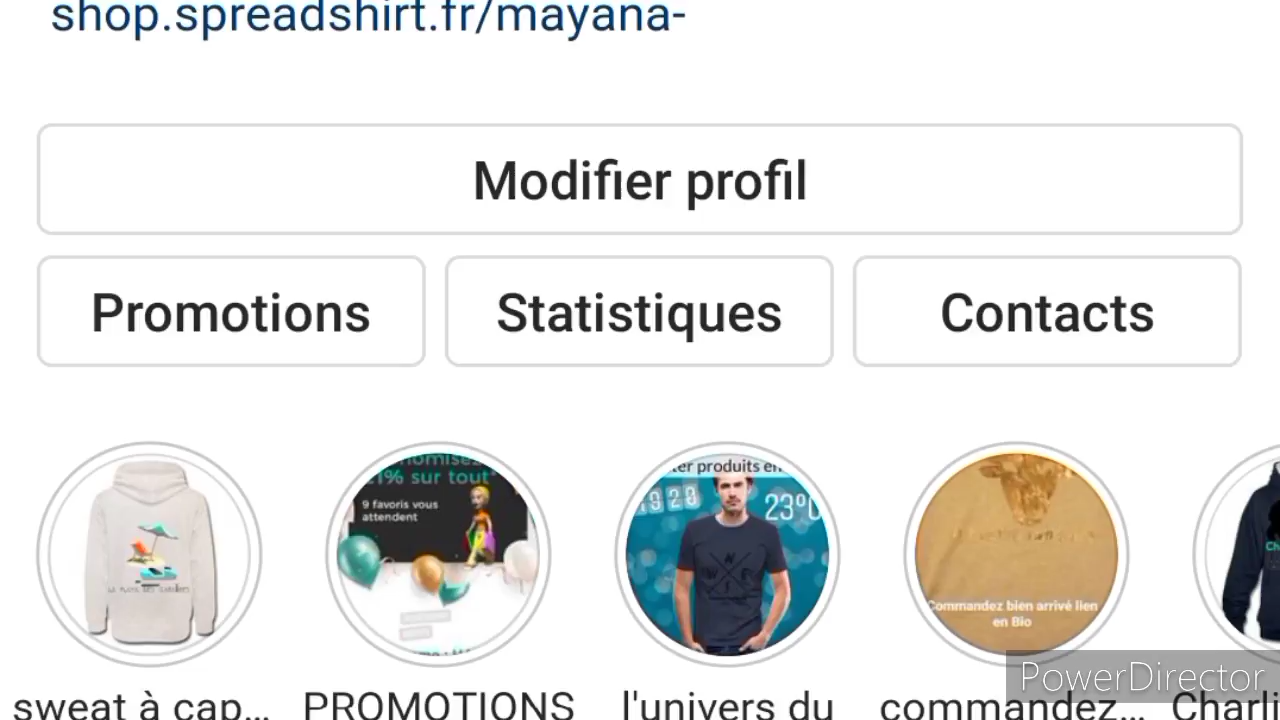 shop.spreadshirt.fr/mayana-
Modifier profil
Promotions
Statistiques
Contacts
sur tout*
9 favoris vous
attendent
produits en
23°
Commandez bien arrivé lien
en Bio
sweat à cap...
PROMOTIONS
l'univers du
commandez...
Charli
PowerDirector